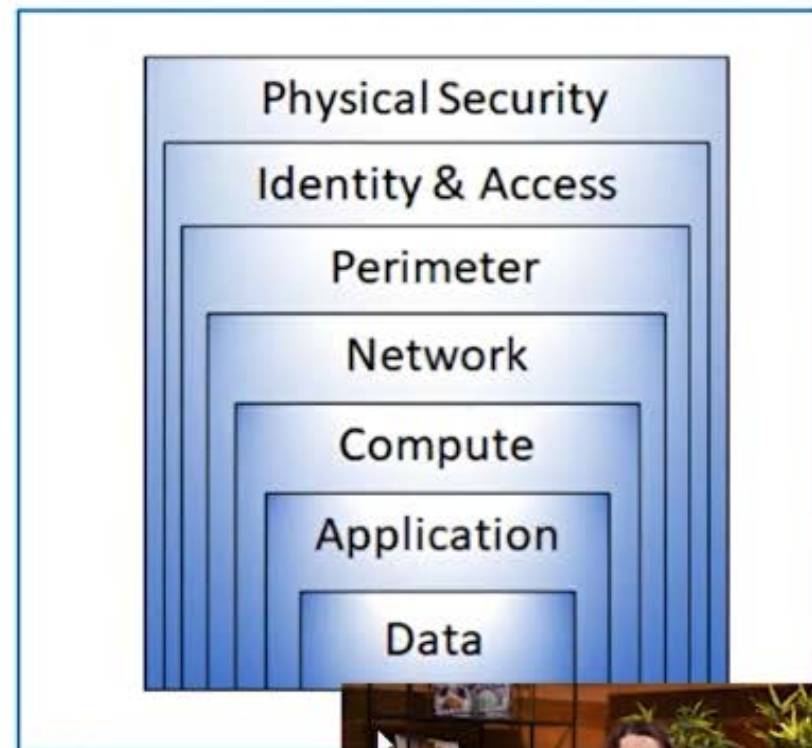 Physical Security
Identity & Access
Perimeter
Network
Compute
Application
Data